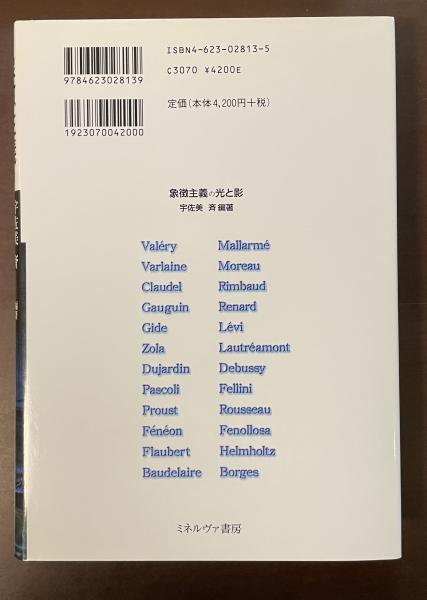 ISBN4-623-02813-5
C3070 ¥4200E
9784623028139
定価(本体4,200円+税)
1923070042000
象徴主義の光と影
宇佐美 斉 編著
Valéry Mallarmé
Varlaine Moreau
Claudel Rimbaud
Gauguin Renard
Gide Lévi
Zola Lautréamont
Dujardin Debussy
Pascoli Fellini
Proust Rousseau
Fénéon Fenollosa
Flaubert Helmholtz
Baudelaire Borges
ミネルヴァ書房